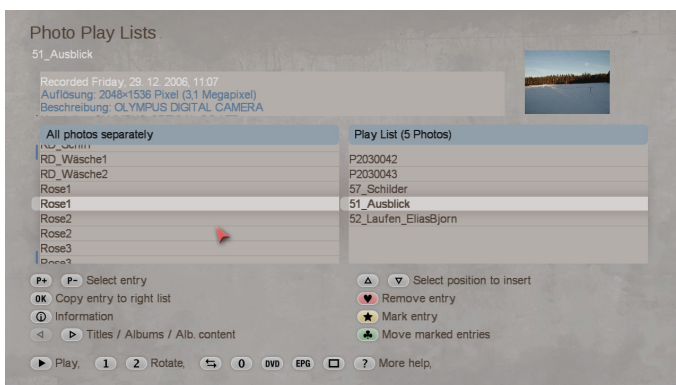 Photo Play Lists
51_Ausblick
Recorded Friday, 29. 12. 2006, 11:07
Auflösung: 2048×1536 Pixel (3,1 Megapixel)
Beschreibung: OLYMPUS DIGITAL CAMERA
All photos separately
RD_Schirm
RD_Wäsche1
RD_Wäsche2
Rose1
Rose1
Rose2
Rose2
Rose3
Rose3
Play List (5 Photos)
P2030042
P2030043
57_Schilder
51_Ausblick
52_Laufen_EliasBjorn
P+ P- Select entry
OK Copy entry to right list
Information
Titles / Albums / Alb. content
Select position to insert
Remove entry
Mark entry
Move marked entries
Play, 1 2 Rotate, 0 DVD EPG ? More help,